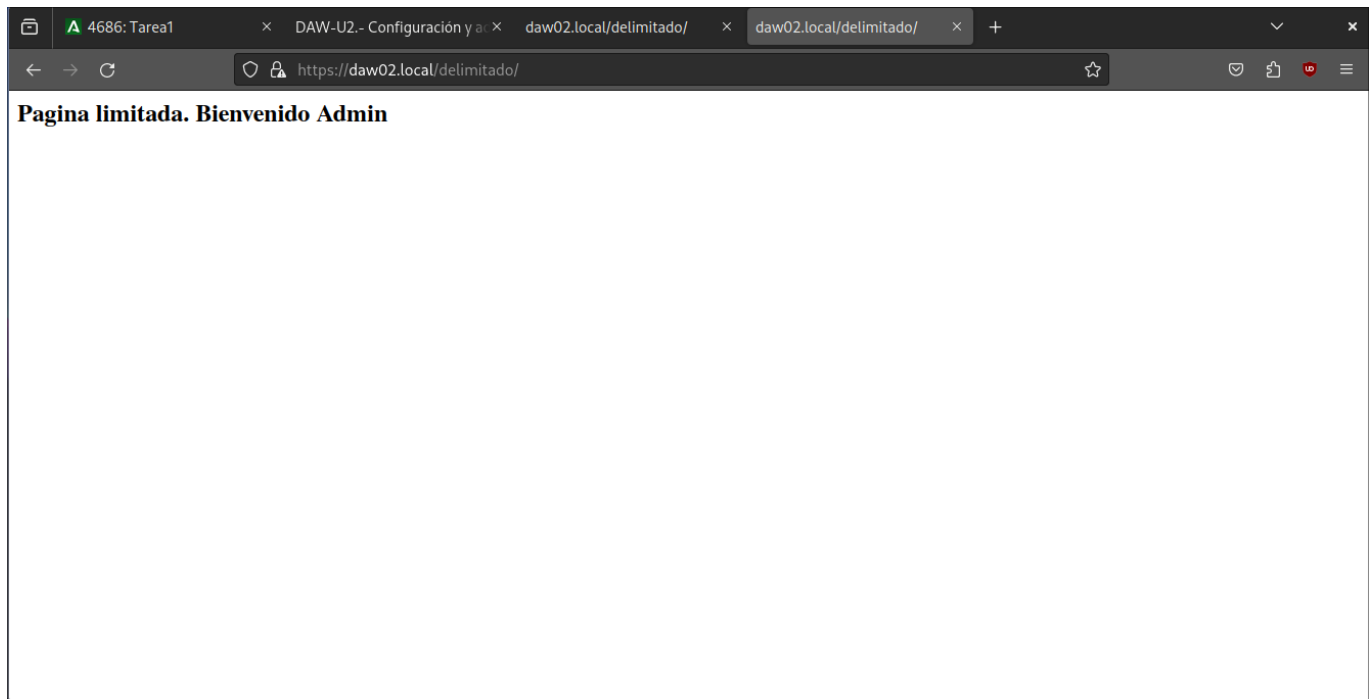 4686: Tarea1
DAW-U2.- Configuración y a
daw02.local/delimitado/
daw02.local/delimitado/
https://daw02.local/delimitado/
Pagina limitada. Bienvenido Admin